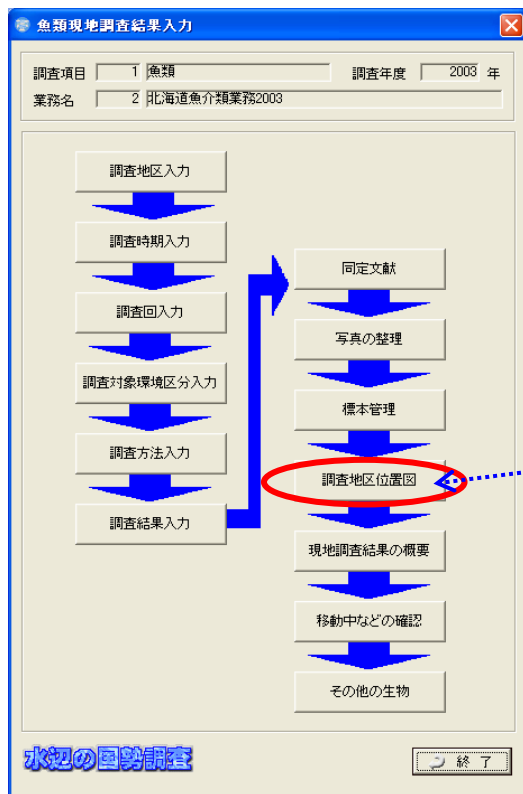 魚類現地調査結果入力
調査項目 1 魚類 調査年度 2003 年
業務名 2 北海道魚介類業務2003
調査地区入力
調査時期入力
調査回入力
調査対象環境区分入力
調査方法入力
調査結果入力
同定文献
写真の整理
標本管理
調査地区位置図
現地調査結果の概要
移動中などの確認
その他の生物
水辺の国勢調査
終 了